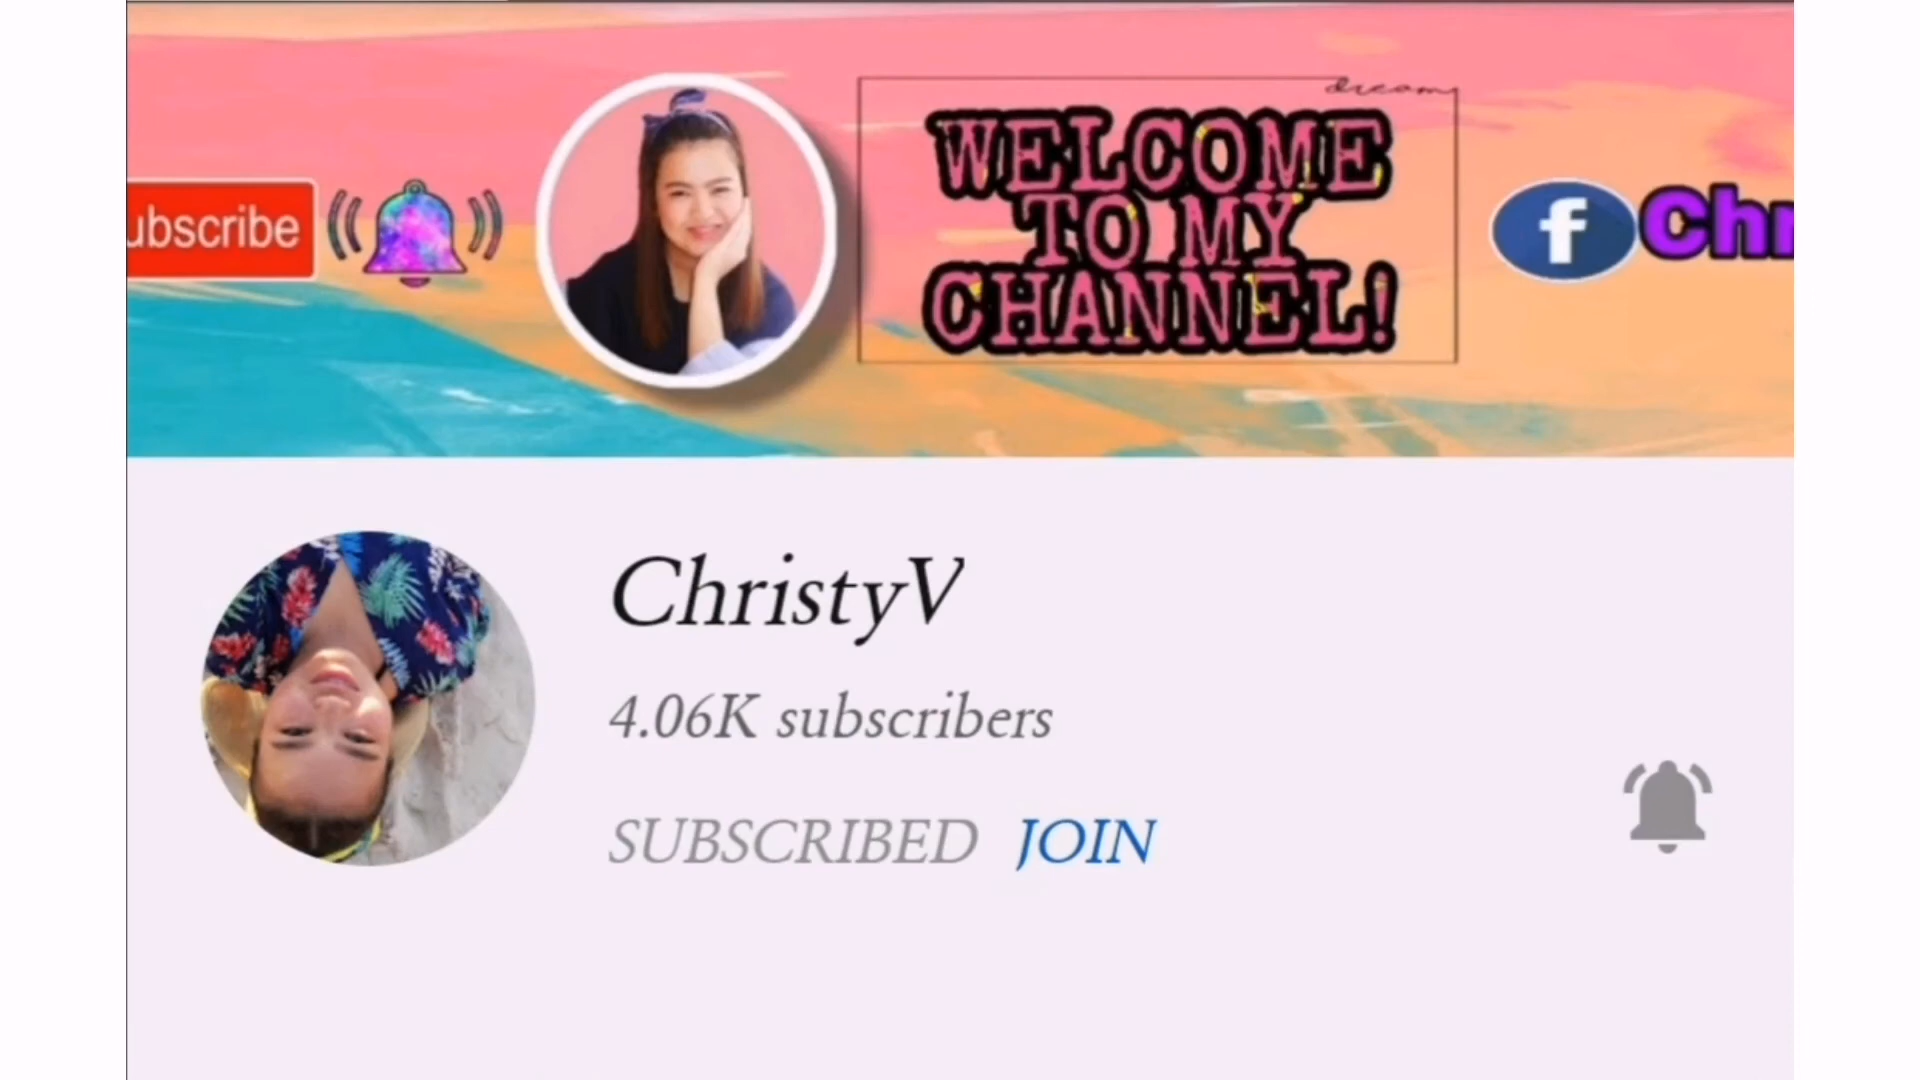 dream
ubscribe
WELCOME
TO MY
CHANNEL!
f Chr
ChristyV
4.06K subscribers
SUBSCRIBED JOIN